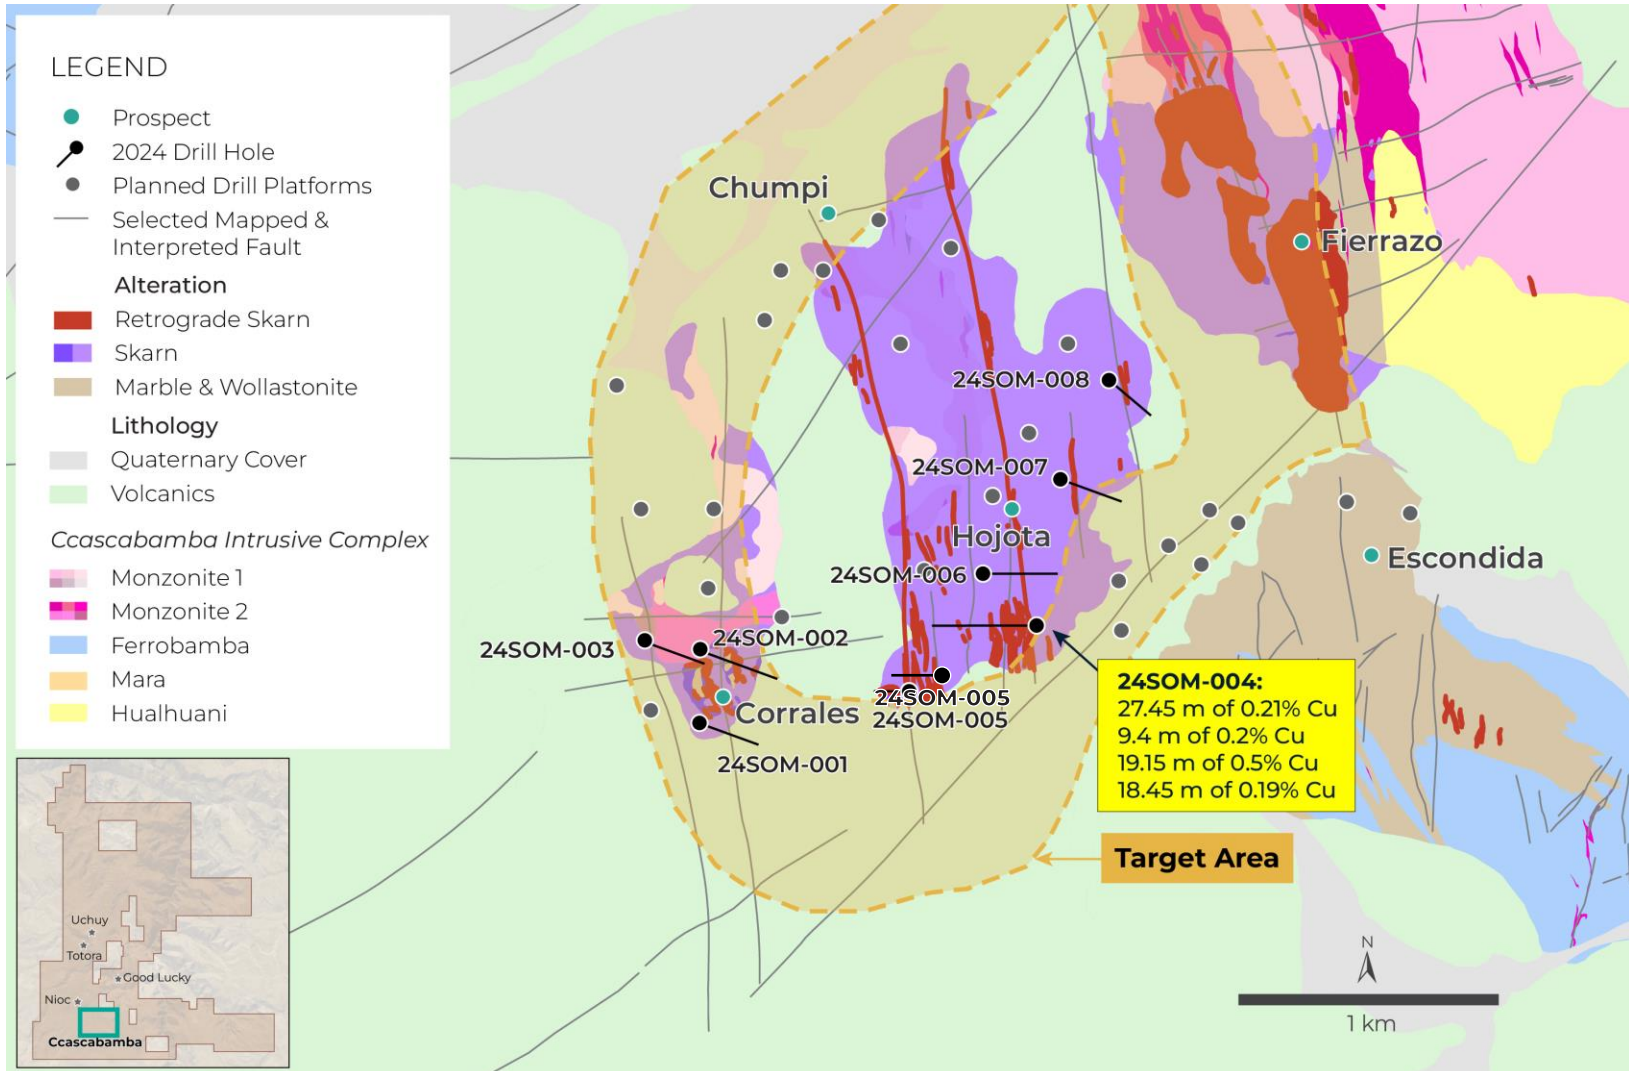 LEGEND
Prospect
2024 Drill Hole
Planned Drill Platforms
Selected Mapped &
Interpreted Fault
Alteration
Retrograde Skarn
Skarn
Marble & Wollastonite
Lithology
Quaternary Cover
Volcanics
Ccascabamba Intrusive Complex
Monzonite 1
Monzonite 2
Ferrobamba
Mara
Hualhuani
Chumpi
Fierrazo
24SOM-008
24SOM-007
Hojota
Escondida
24SOM-006
24SOM-002
24SOM-003
24SOM-005
24SOM-005
Corrales
24SOM-001
24SOM-004:
27.45 m of 0.21% Cu
9.4 m of 0.2% Cu
19.15 m of 0.5% Cu
18.45 m of 0.19% Cu
Target Area
Uchuy
Totora
Good Lucky
Nioc
Ccascabamba
N
1 km